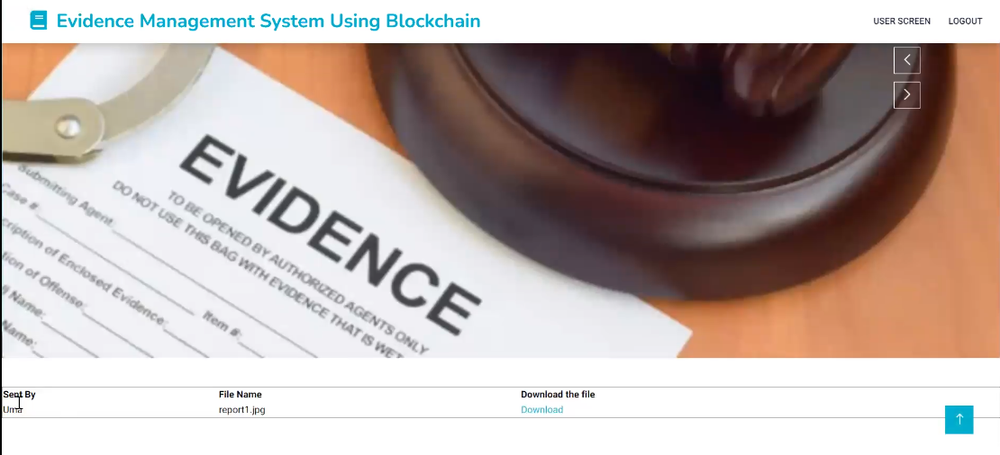 Evidence Management System Using Blockchain
USER SCREEN LOGOUT
EVIDENCE
TO BE OPENED BY AUTHORIZED AGENTS ONLY
DO NOT USE THIS BAG WITH EVIDENCE THAT IS WET
Submitting Agent:
Case #:
cription of Enclosed Evidence:
Item #:
tion of Offense:
Name:
Name:
Sent By File Name Download the file
Uma report1.jpg Download